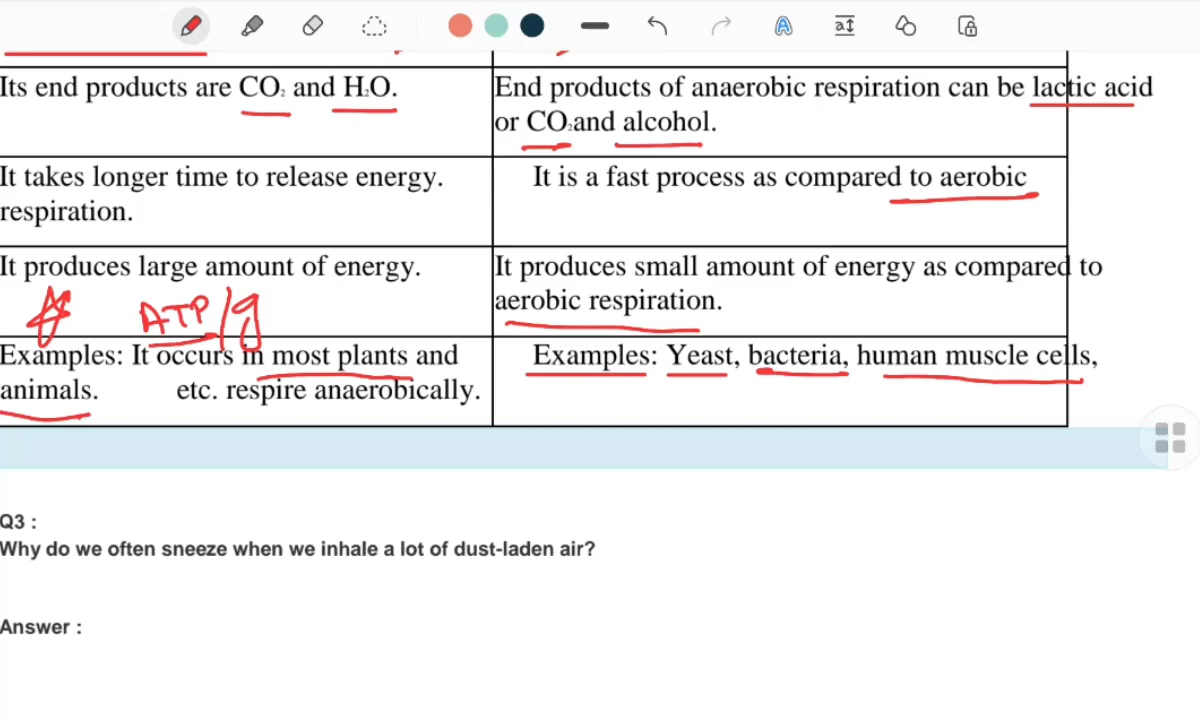 Its end products are CO₂ and H₂O.
End products of anaerobic respiration can be lactic acid
or CO₂and alcohol.
It takes longer time to release energy.
respiration.
It is a fast process as compared to aerobic
It produces large amount of energy.
ATP
It produces small amount of energy as compared to
aerobic respiration.
Examples: It occurs in most plants and
animals. etc. respire anaerobically.
Examples: Yeast, bacteria, human muscle cells,
Q3 :
Why do we often sneeze when we inhale a lot of dust-laden air?
Answer :